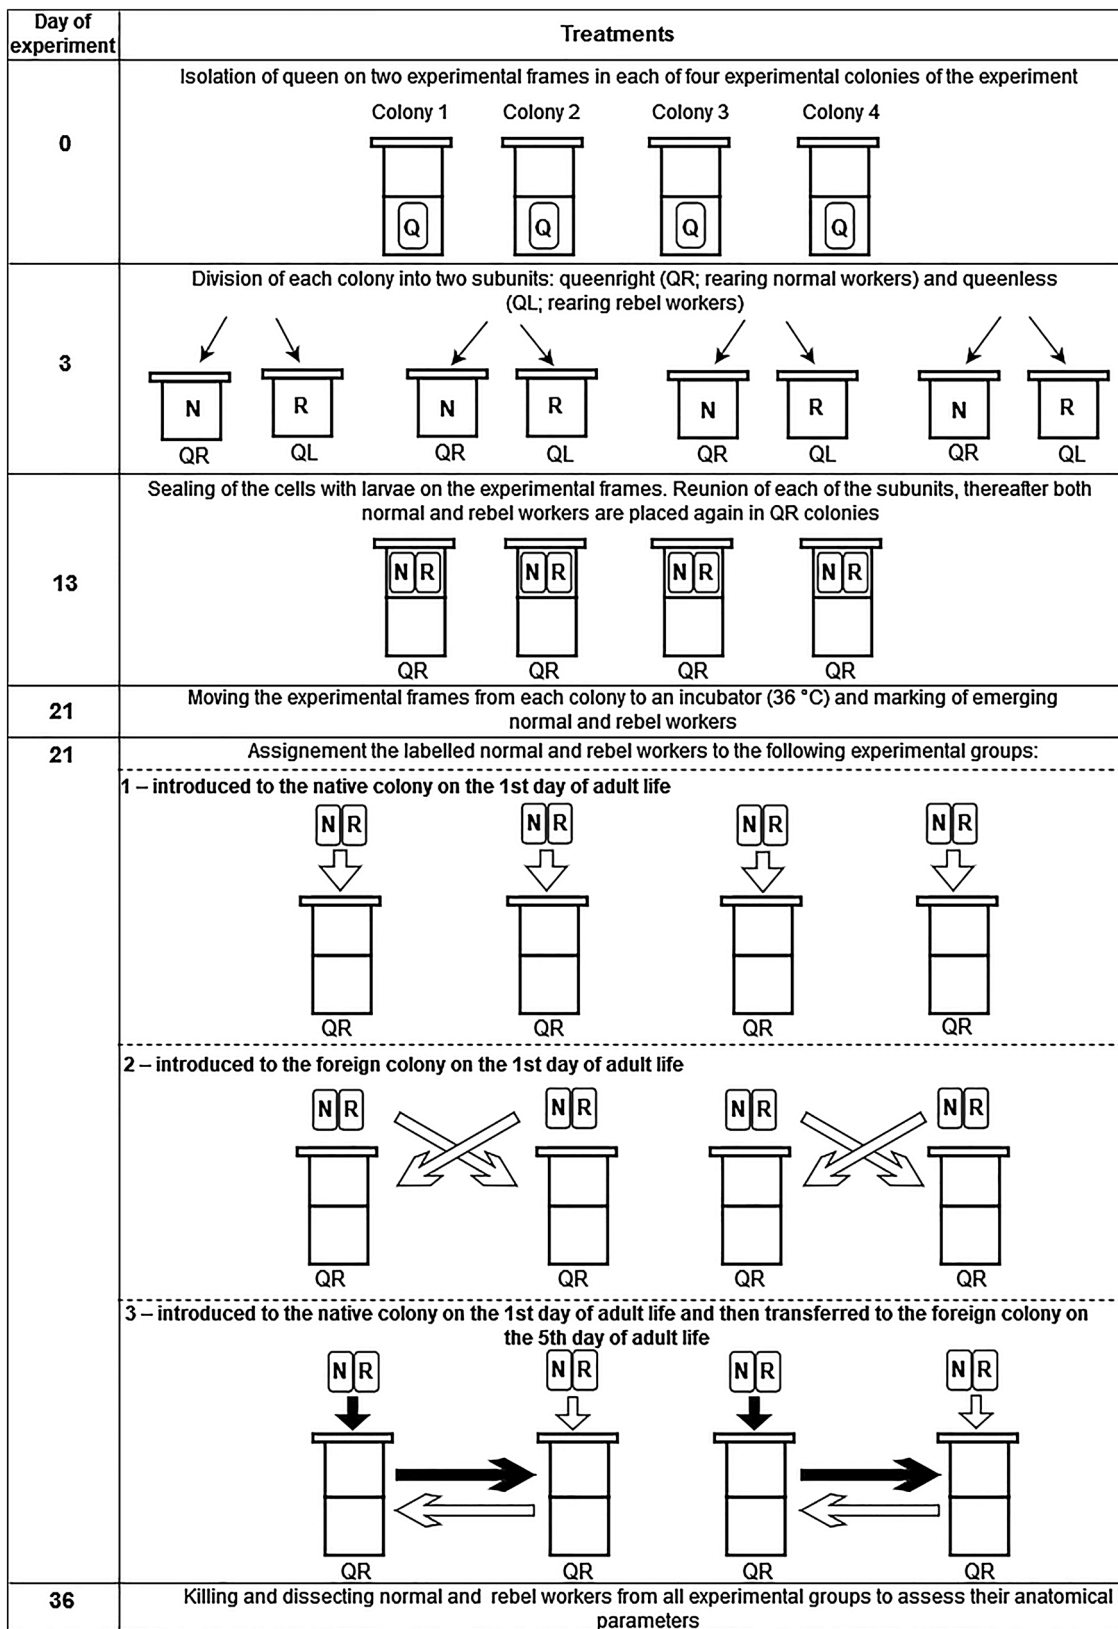 Day of
experiment
Treatments
0
Isolation of queen on two experimental frames in each of four experimental colonies of the experiment
Colony 1 Colony 2 Colony 3 Colony 4
Q Q Q Q
3
Division of each colony into two subunits: queenright (QR; rearing normal workers) and queenless
(QL; rearing rebel workers)
N R N R N R N R
QR QL QR QL QR QL QR QL
13
Sealing of the cells with larvae on the experimental frames. Reunion of each of the subunits, thereafter both
normal and rebel workers are placed again in QR colonies
N R N R N R N R
QR QR QR QR
21
Moving the experimental frames from each colony to an incubator (36 °C) and marking of emerging
normal and rebel workers
21
Assignement the labelled normal and rebel workers to the following experimental groups:
1 – introduced to the native colony on the 1st day of adult life
N R N R N R N R
QR QR QR QR
2 – introduced to the foreign colony on the 1st day of adult life
N R N R N R N R
QR QR QR QR
3 – introduced to the native colony on the 1st day of adult life and then transferred to the foreign colony on
the 5th day of adult life
N R N R N R N R
QR QR QR QR
36
Killing and dissecting normal and rebel workers from all experimental groups to assess their anatomical
parameters